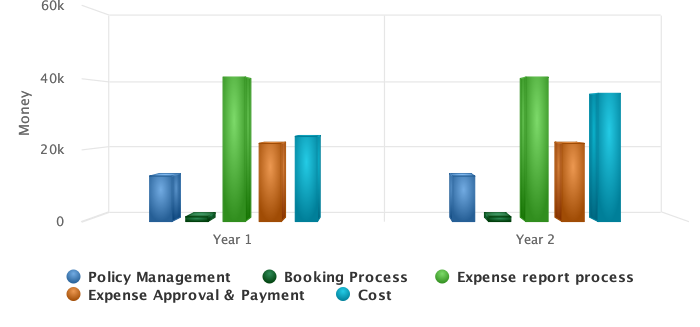 60k
40k
20k
0
Money
Year 1
Year 2
Policy Management
Booking Process
Expense report process
Expense Approval & Payment
Cost